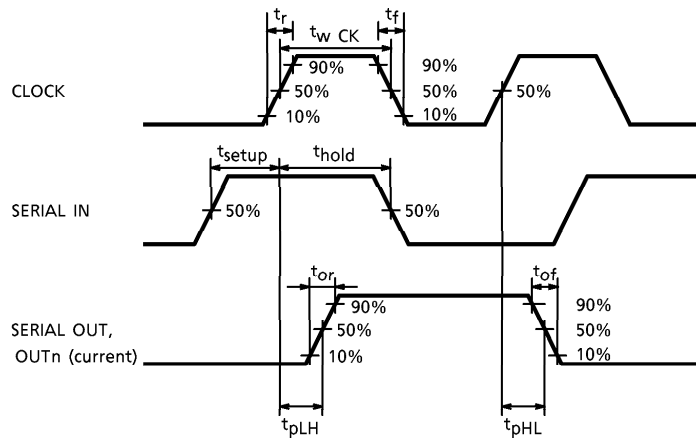 tr tf
tw CK
90% 90%
CLOCK 50% 50% 50%
10% 10%
tsetup thold
SERIAL IN 50% 50%
tor tof
90% 90%
SERIAL OUT, 50% 50%
OUTn (current) 10% 10%
tpLH tpHL